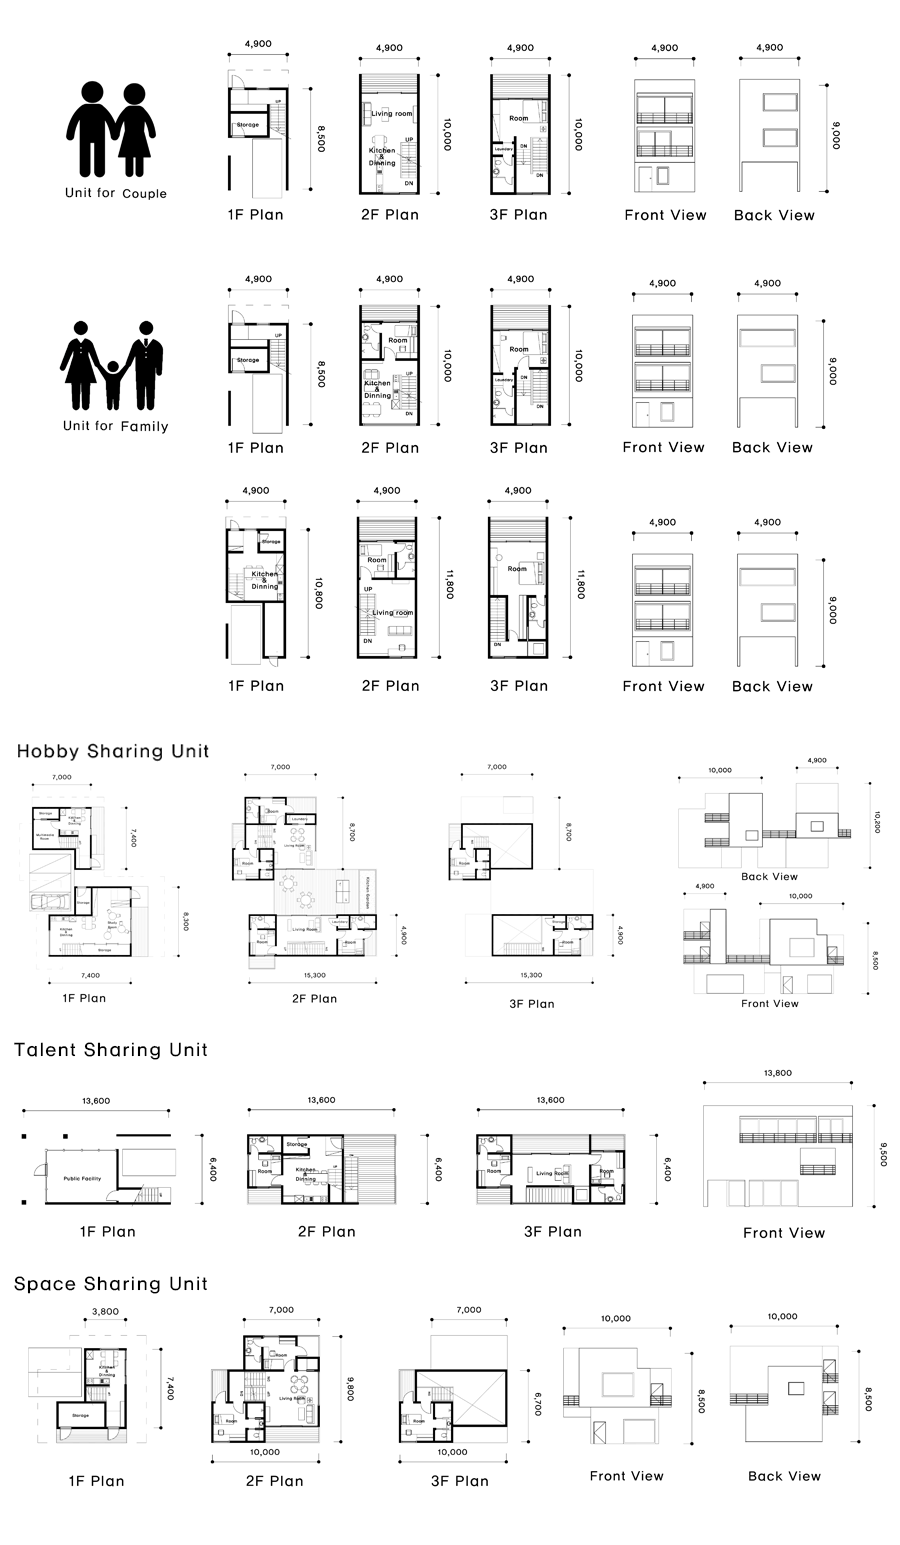 4,900 4,900 4,900 4,900 4,900
Storage UP 8,500
Living room
Kitchen
&
Dinning
UP
DN
10,000
Room
Laundary
DN
10,000
9,000
Unit for Couple
1F Plan 2F Plan 3F Plan Front View Back View
4,900 4,900 4,900 4,900 4,900
UP
Storage
8,500
Room
UP
Kitchen
&
Dinning
DN
10,000
Room
Laundary
DN
DN
10,000
9,000
Unit for Family
1F Plan 2F Plan 3F Plan Front View Back View
4,900 4,900 4,900 4,900 4,900
Storage
Kitchen
&
Dinning
10,800
Room
UP
Living room
DN
11,800
Room
DN
11,800
9,000
1F Plan 2F Plan 3F Plan Front View Back View
Hobby Sharing Unit
7,000
Storage
Kitchen
& Dinning
Room
7,400
Storage
Kitchen
& Dinning
Study
Room
Storage
8,300
7,400
1F Plan
7,000
Room
Laundary
Living Room
Room
8,700
Kitchen Garden
Laundary
Living Room
Room
Room
4,900
15,300
2F Plan
7,000
Room
8,700
Storage
Room
4,900
15,300
3F Plan
10,000 4,900
10,200
Back View
4,900 10,000
8,500
Front View
Talent Sharing Unit
13,600 13,600 13,600 13,800
Public Facility
UP
6,400
Storage
Room
Kitchen
&
Dinning
UP
6,400
Room
Living Room
Room
6,400
9,500
1F Plan 2F Plan 3F Plan Front View
Space Sharing Unit
3,800 7,000 7,000 10,000 10,000
Kitchen
&
Dinning
UP
Storage
7,400
Room
DN
UP
Living Room
Room
9,800
10,000
Room
6,700
10,000
8,500
8,500
1F Plan 2F Plan 3F Plan Front View Back View